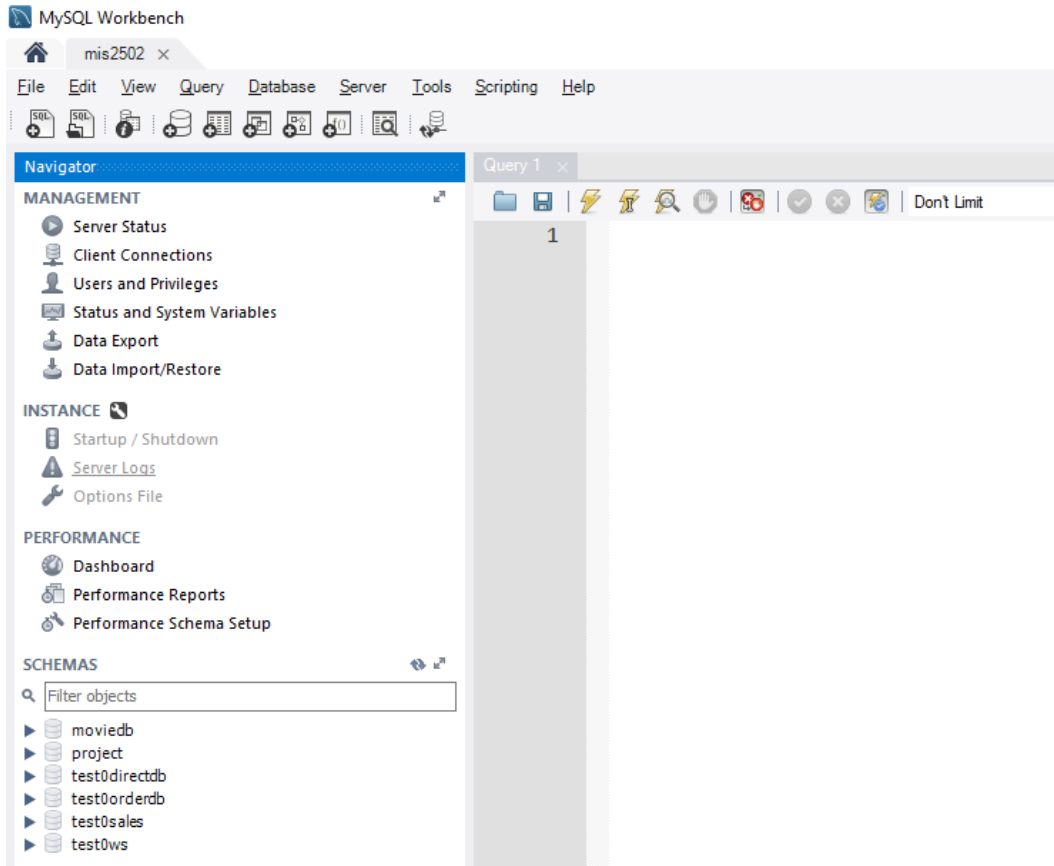 MySQL Workbench
mis2502
File Edit View Query Database Server Tools Scripting Help
SQL SQL
Navigator
Query 1
MANAGEMENT
Server Status
Client Connections
Users and Privileges
Status and System Variables
Data Export
Data Import/Restore
INSTANCE
Startup / Shutdown
Server Logs
Options File
PERFORMANCE
Dashboard
Performance Reports
Performance Schema Setup
SCHEMAS
Filter objects
moviedb
project
test0directdb
test0orderdb
test0sales
test0ws
Don't Limit
1